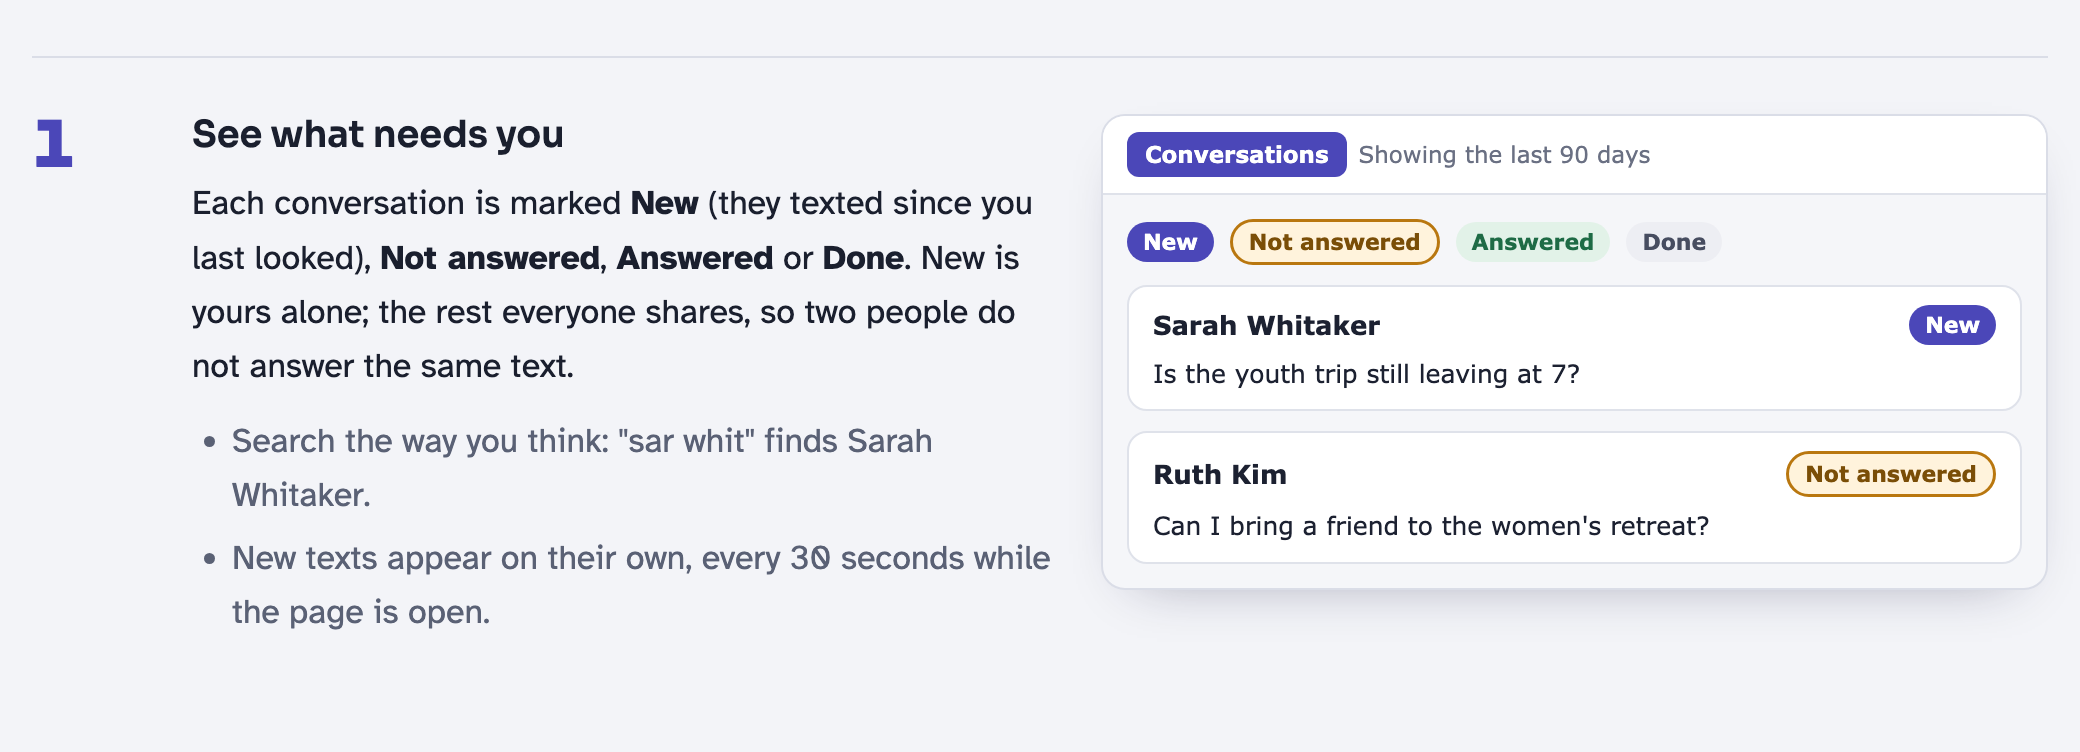 1
See what needs you
Each conversation is marked New (they texted since you
last looked), Not answered, Answered or Done. New is
yours alone; the rest everyone shares, so two people do
not answer the same text.
• Search the way you think: "sar whit" finds Sarah
Whitaker.
• New texts appear on their own, every 30 seconds while
the page is open.
Conversations Showing the last 90 days
New Not answered Answered Done
Sarah Whitaker New
Is the youth trip still leaving at 7?
Ruth Kim Not answered
Can I bring a friend to the women's retreat?